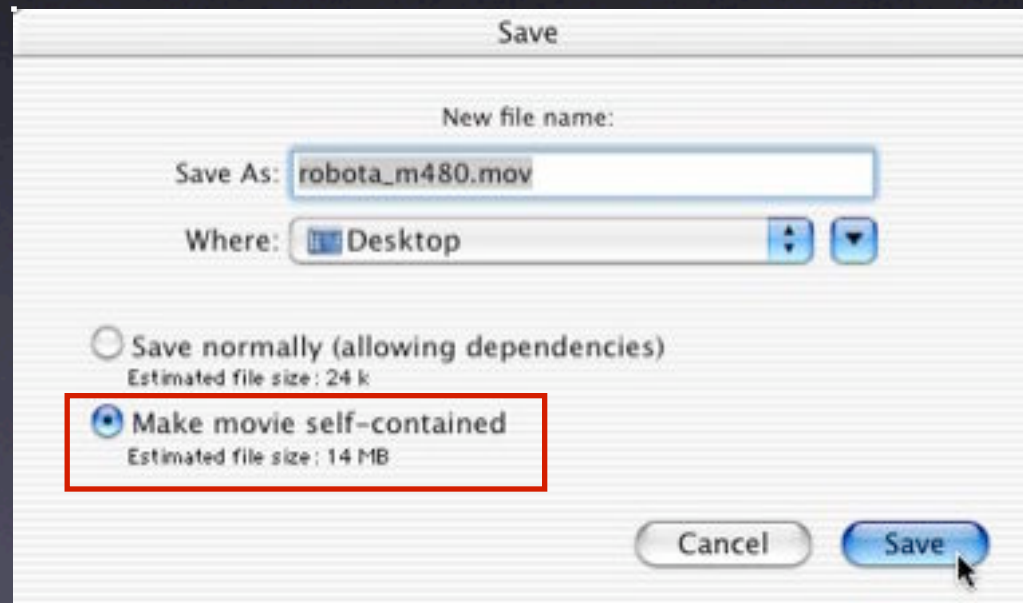 Save
New file name:
Save As: robota_m480.mov
Where: Desktop
Save normally (allowing dependencies)
Estimated file size: 24 k
Make movie self-contained
Estimated file size: 14 MB
Cancel Save